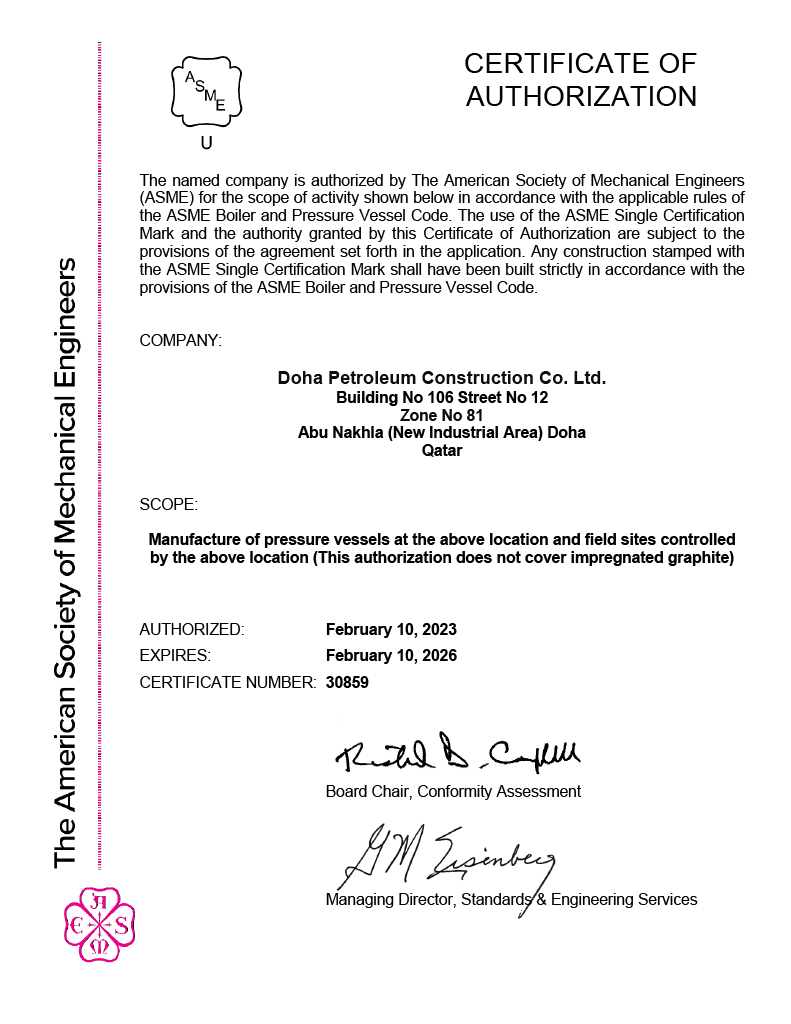 ASME
U
CERTIFICATE OF
AUTHORIZATION
The named company is authorized by The American Society of Mechanical Engineers
(ASME) for the scope of activity shown below in accordance with the applicable rules of
the ASME Boiler and Pressure Vessel Code. The use of the ASME Single Certification
Mark and the authority granted by this Certificate of Authorization are subject to the
provisions of the agreement set forth in the application. Any construction stamped with
the ASME Single Certification Mark shall have been built strictly in accordance with the
provisions of the ASME Boiler and Pressure Vessel Code.
COMPANY:
Doha Petroleum Construction Co. Ltd.
Building No 106 Street No 12
Zone No 81
Abu Nakhla (New Industrial Area) Doha
Qatar
SCOPE:
Manufacture of pressure vessels at the above location and field sites controlled
by the above location (This authorization does not cover impregnated graphite)
AUTHORIZED: February 10, 2023
EXPIRES: February 10, 2026
CERTIFICATE NUMBER: 30859
Board Chair, Conformity Assessment
GM Eisenberg
Managing Director, Standards & Engineering Services
The American Society of Mechanical Engineers
A
E S
M